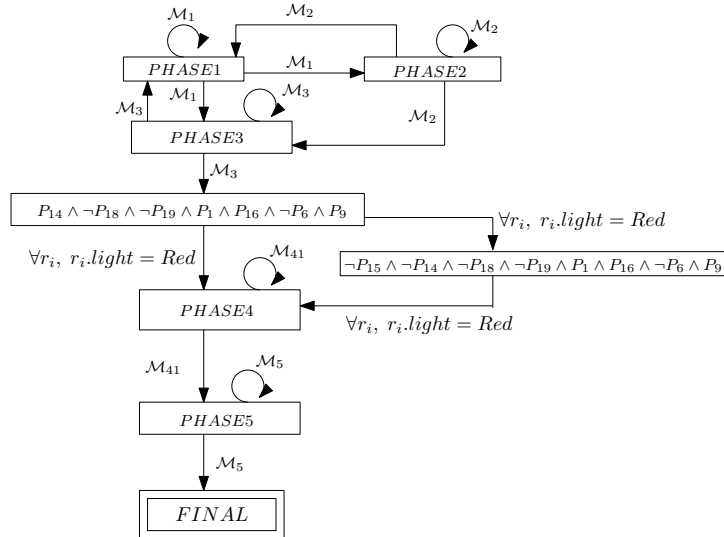 ℳ₂
ℳ₁
ℳ₂
PHASE1
ℳ₁
PHASE2
ℳ₃
ℳ₁
ℳ₃
ℳ₂
PHASE3
ℳ₃
P₁₄ ∧ ¬P₁₈ ∧ ¬P₁₉ ∧ P₁ ∧ P₁₆ ∧ ¬P₆ ∧ P₉
∀rᵢ, rᵢ.light = Red
∀rᵢ, rᵢ.light = Red
ℳ₄₁
¬P₁₅ ∧ ¬P₁₄ ∧ ¬P₁₈ ∧ ¬P₁₉ ∧ P₁ ∧ P₁₆ ∧ ¬P₆ ∧ P₉
PHASE4
∀rᵢ, rᵢ.light = Red
ℳ₄₁
ℳ₅
PHASE5
ℳ₅
FINAL